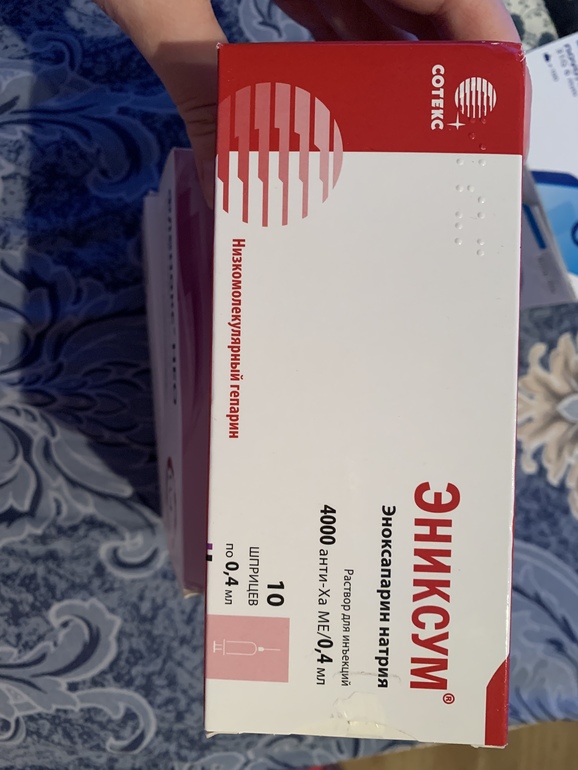 СОТЕКС
Низкомолекулярный гепарин
ЭНИКСУМ®
Эноксапарин натрия
Раствор для инъекций
4000 анти-Ха МЕ/0,4 мл
10
ШПРИЦЕВ
по 0,4 мл